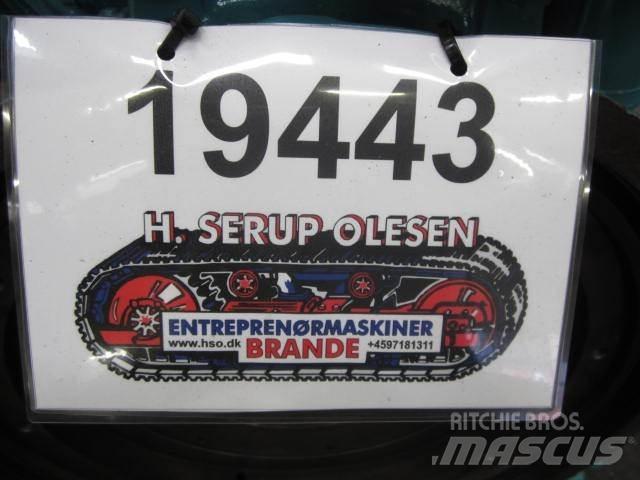 19443
H. SERUP OLESEN
ENTREPRENØRMASKINER
www.hso.dk BRANDE +4597181311
RITCHIE BROS.
MASCUS